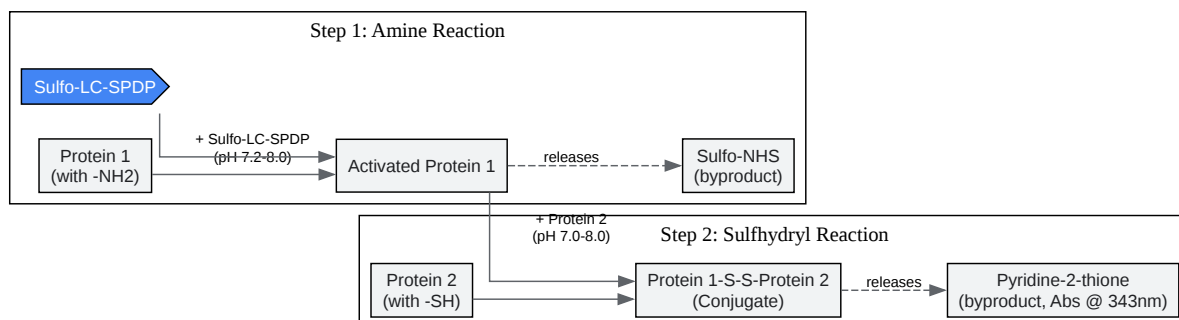 Step 1: Amine Reaction
Sulfo-LC-SPDP
+ Sulfo-LC-SPDP
(pH 7.2-8.0)
Protein 1
(with -NH2)
Activated Protein 1
releases
Sulfo-NHS
(byproduct)
+ Protein 2
(pH 7.0-8.0)
Step 2: Sulfhydryl Reaction
Protein 2
(with -SH)
Protein 1-S-S-Protein 2
(Conjugate)
releases
Pyridine-2-thione
(byproduct, Abs @ 343nm)